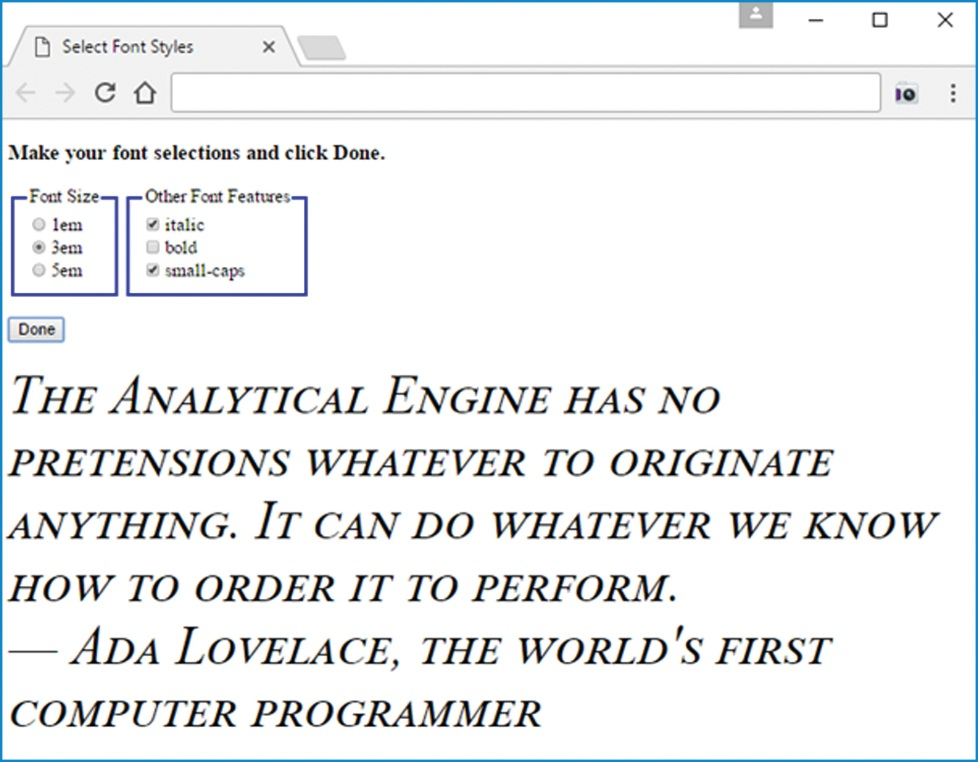 Select Font Styles
Make your font selections and click Done.
Font Size
1em
3em
5em
Other Font Features
italic
bold
small-caps
Done
The Analytical Engine has no
pretensions whatever to originate
anything. It can do whatever we know
how to order it to perform.
— Ada Lovelace, the world's first
computer programmer